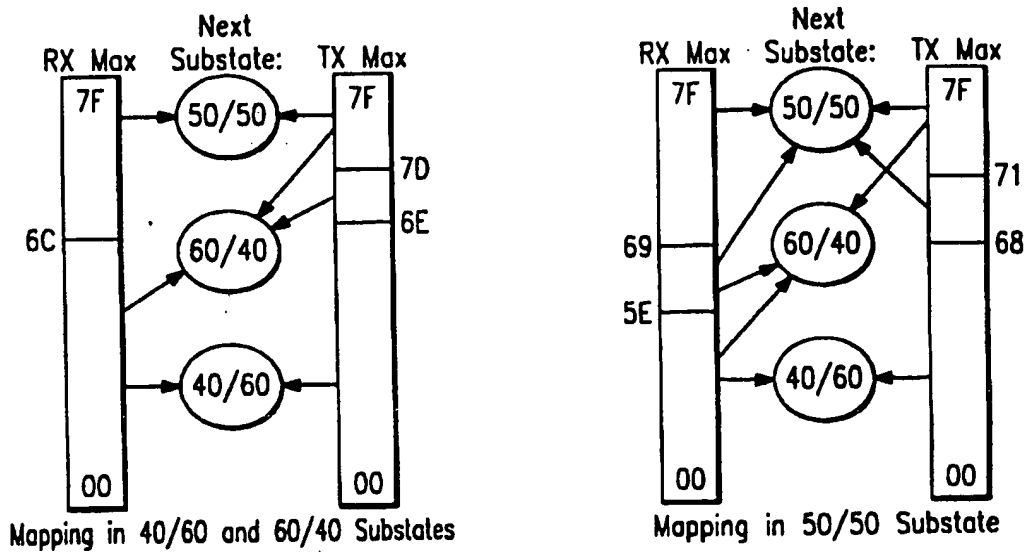 Next
RX Max Substate: TX Max
7F 50/50 7F
7D
6E
6C 60/40
40/60
00 00
Mapping in 40/60 and 60/40 Substates
Next
RX Max Substate: TX Max
7F 50/50 7F
71
69 60/40 68
5E
40/60
00 00
Mapping in 50/50 Substate